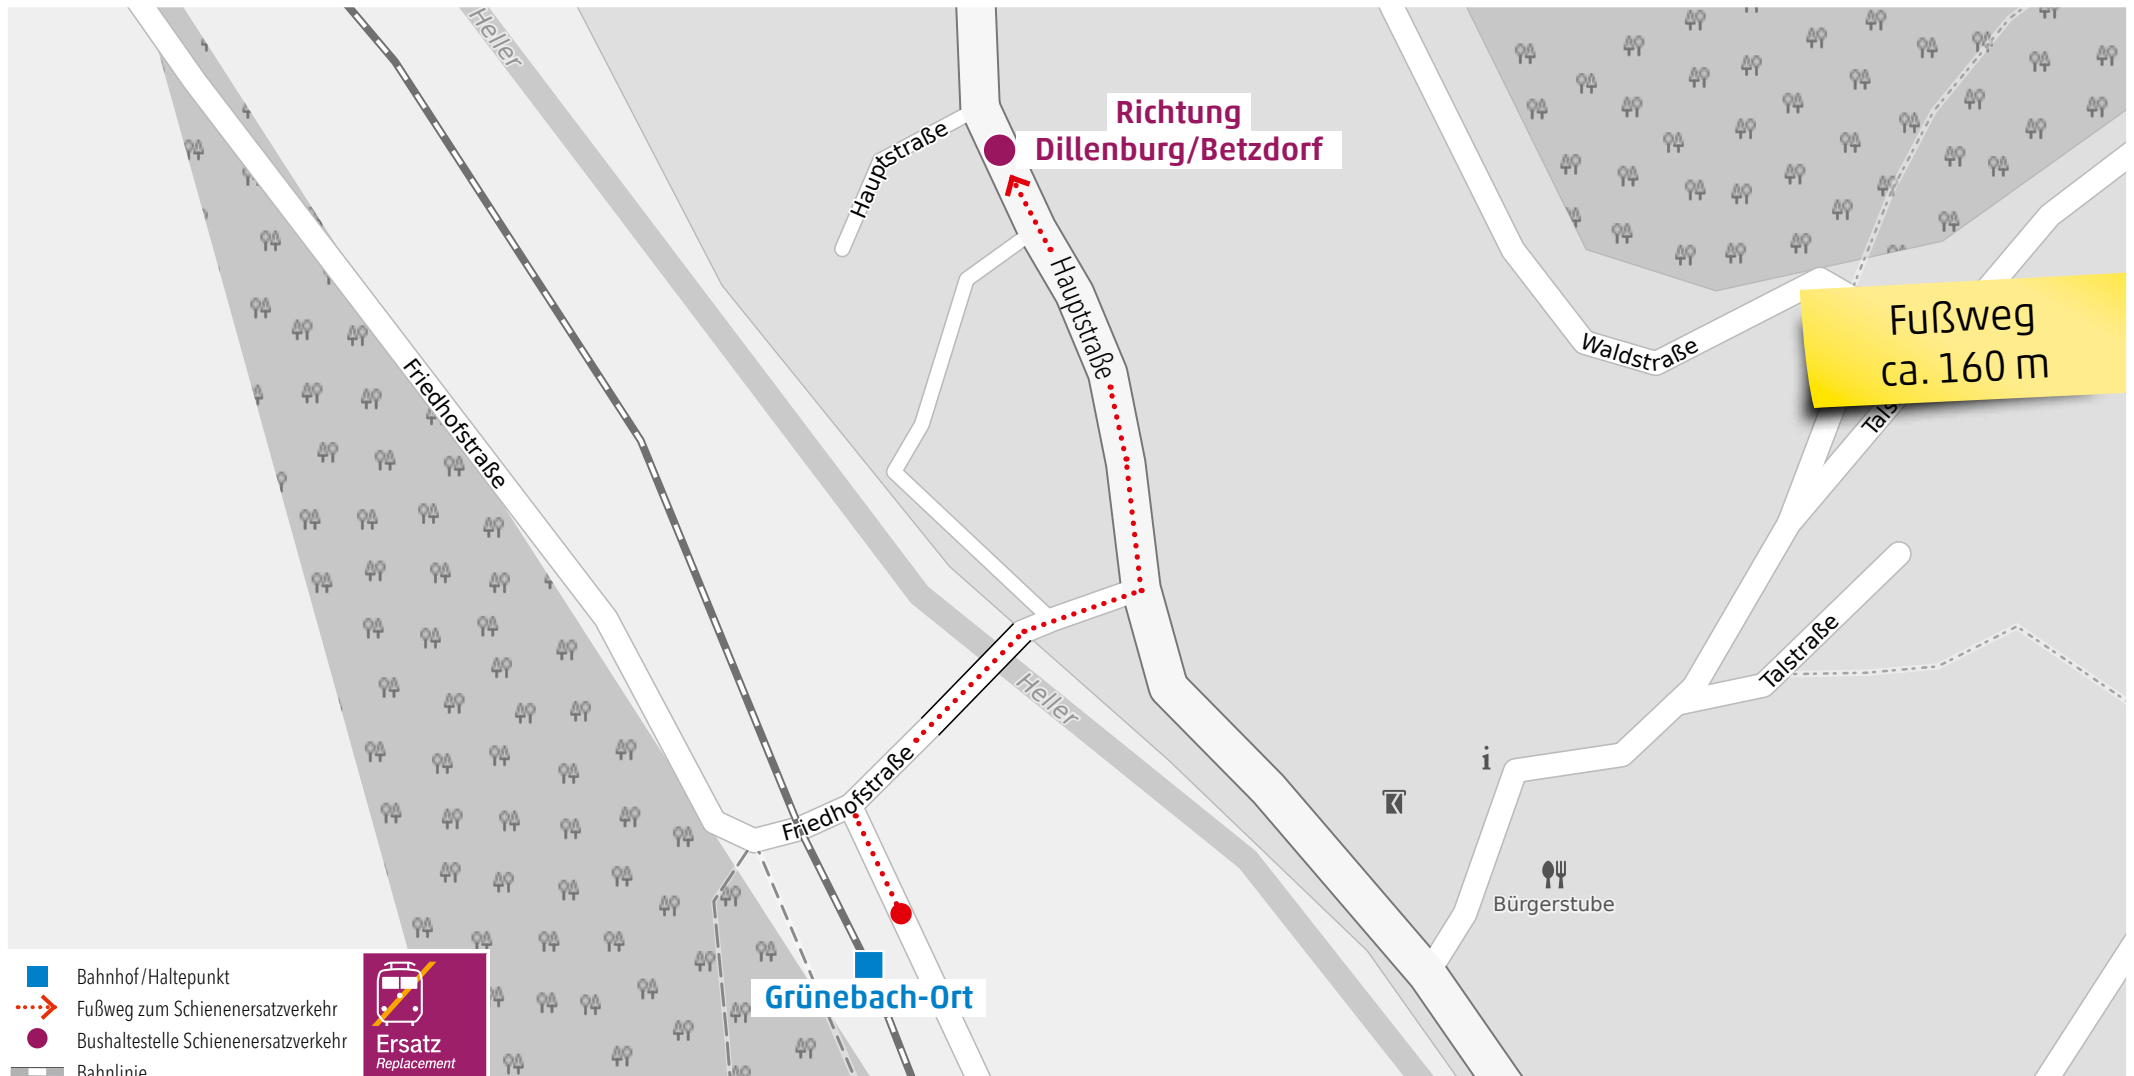 Heller
Richtung
Dillenburg/Betzdorf
Hauptstraße
Hauptstraße
Fußweg
ca. 160 m
Waldstraße
Friedhofstraße
Talstraße
Heller
Friedhofstraße
i
Bürgerstube
Grünebach-Ort
Bahnhof/Haltepunkt
Fußweg zum Schienenersatzverkehr
Bushaltestelle Schienenersatzverkehr
Bahnlinie
Ersatz
Replacement